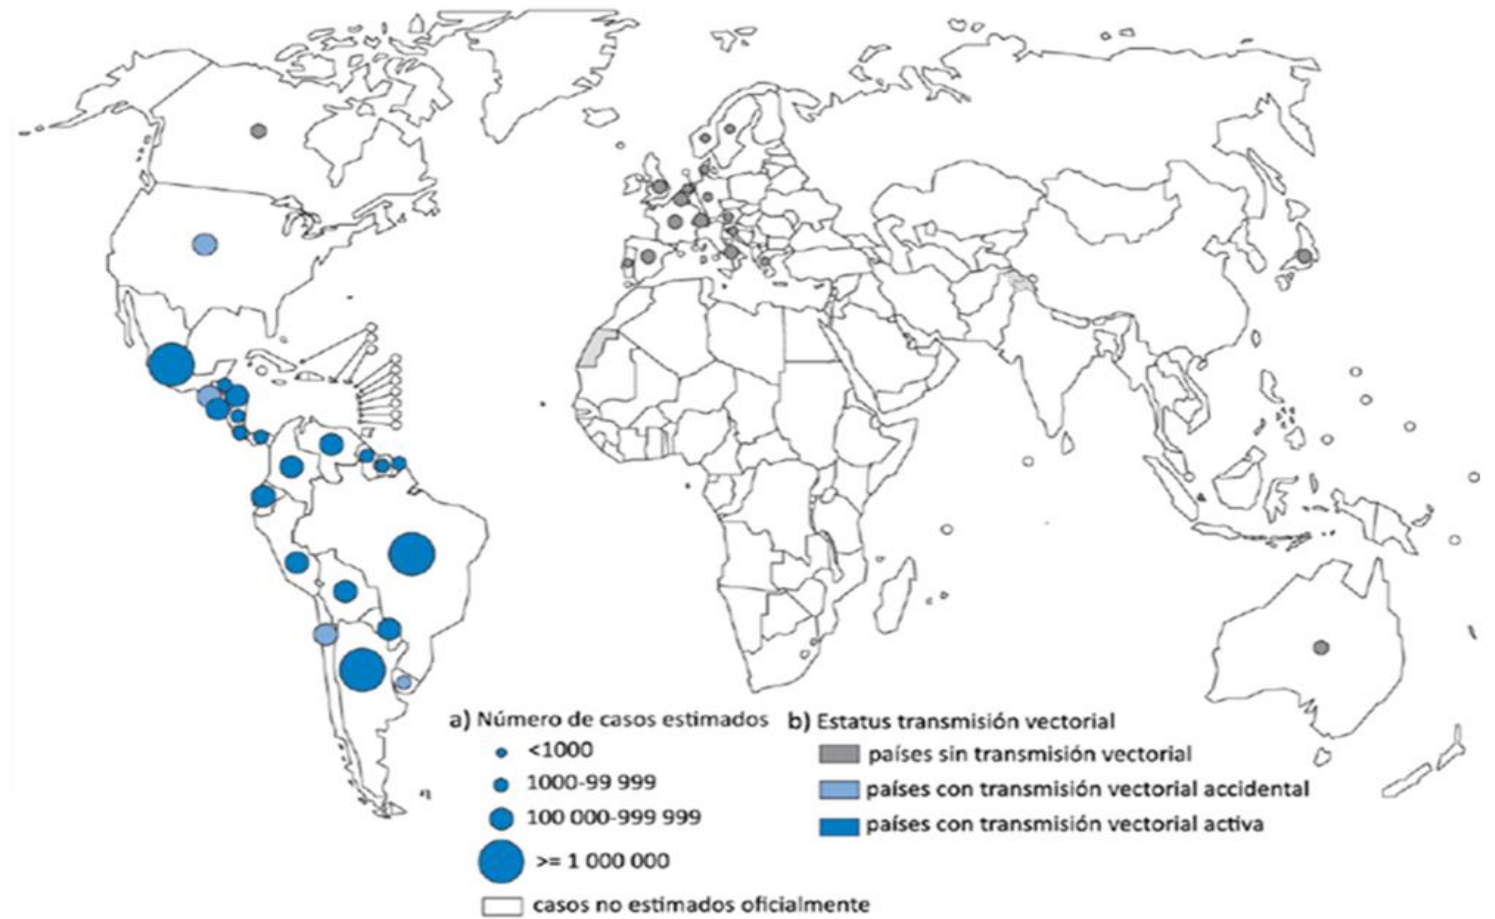 a) Número de casos estimados
<1000
1000-99 999
100 000-999 999
>= 1 000 000
casos no estimados oficialmente
b) Estatus transmisión vectorial
países sin transmisión vectorial
países con transmisión vectorial accidental
países con transmisión vectorial activa